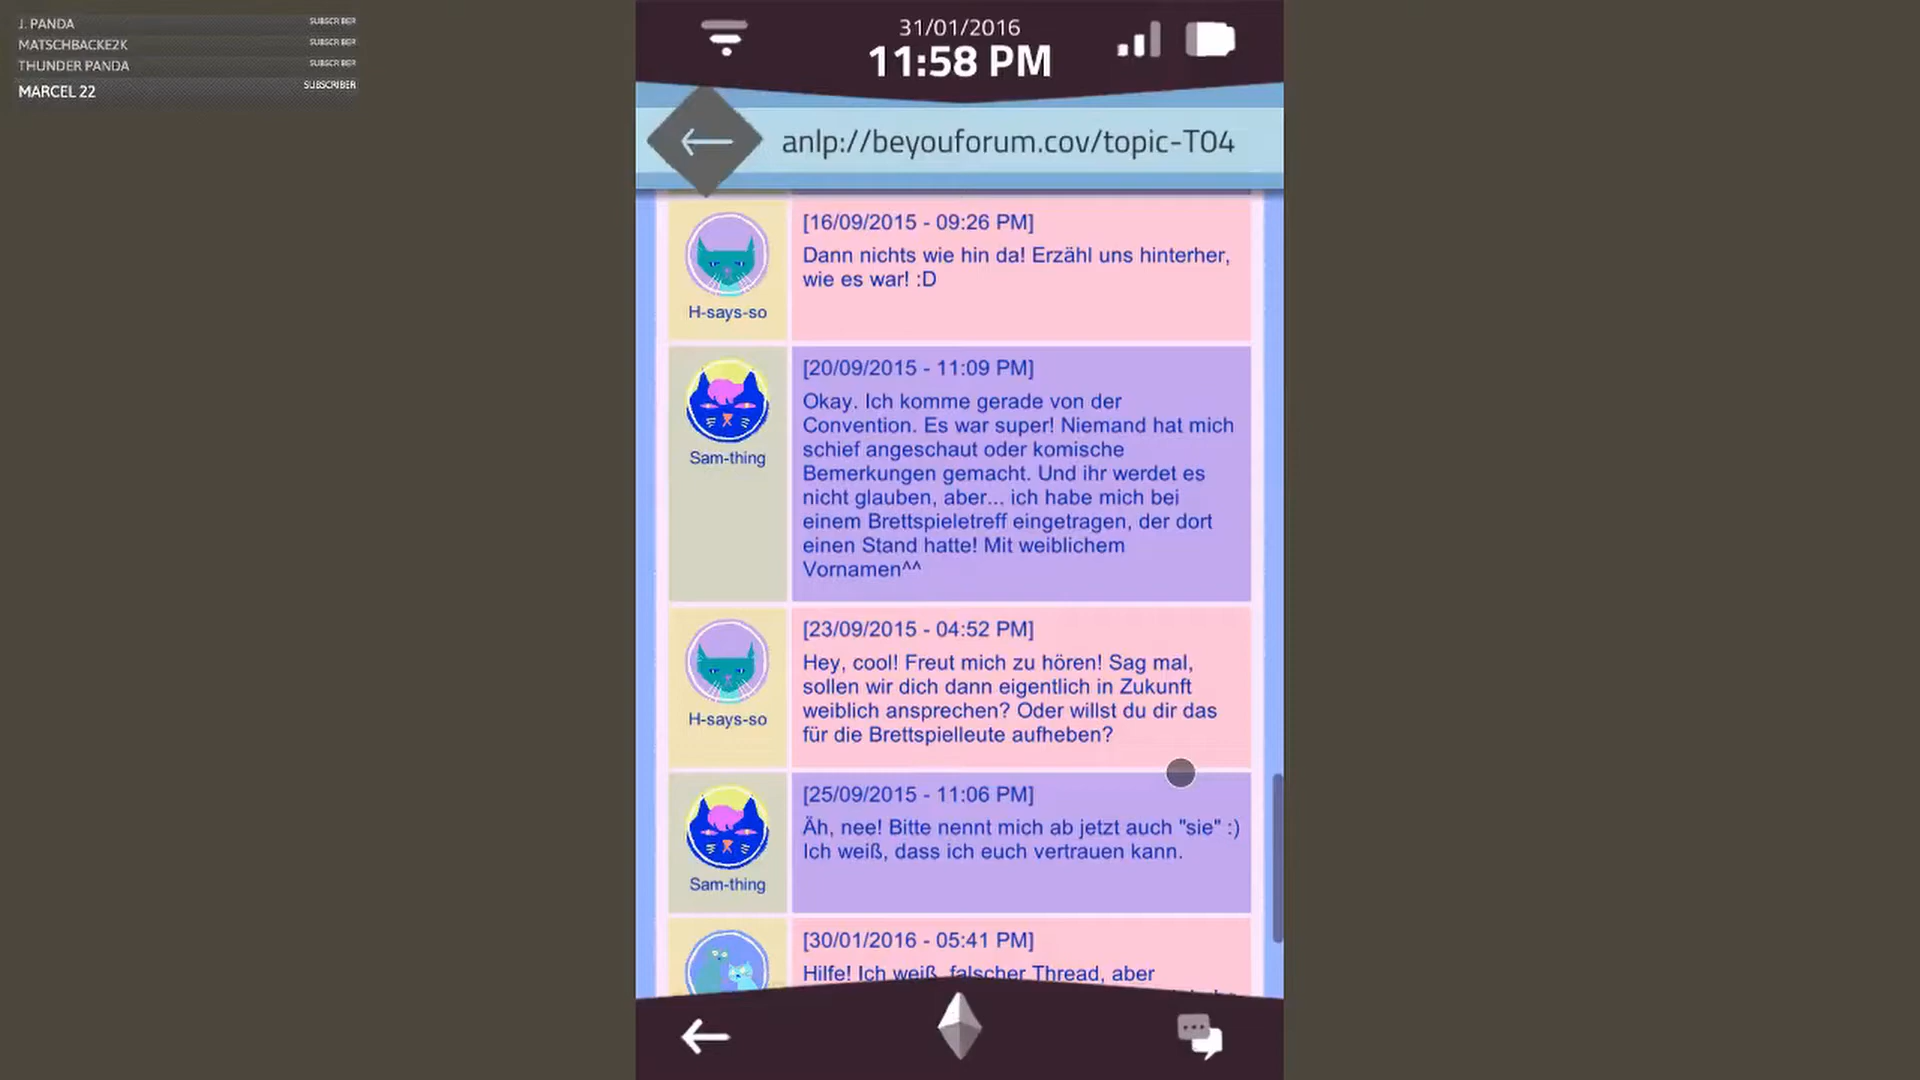 J. PANDA SUBSCRIBER
MATSCHBACKE2K SUBSCRIBER
THUNDER PANDA SUBSCRIBER
MARCEL 22 SUBSCRIBER
31/01/2016
11:58 PM
anlp://beyouforum.cov/topic-T04
[16/09/2015 - 09:26 PM]
Dann nichts wie hin da! Erzähl uns hinterher,
wie es war! :D
H-says-so
[20/09/2015 - 11:09 PM]
Okay. Ich komme gerade von der
Convention. Es war super! Niemand hat mich
schief angeschaut oder komische
Bemerkungen gemacht. Und ihr werdet es
nicht glauben, aber... ich habe mich bei
einem Brettspieletreff eingetragen, der dort
einen Stand hatte! Mit weiblichem
Vornamen^^
Sam-thing
[23/09/2015 - 04:52 PM]
Hey, cool! Freut mich zu hören! Sag mal,
sollen wir dich dann eigentlich in Zukunft
weiblich ansprechen? Oder willst du dir das
für die Brettspielleute aufheben?
H-says-so
[25/09/2015 - 11:06 PM]
Äh, nee! Bitte nennt mich ab jetzt auch "sie" :)
Ich weiß, dass ich euch vertrauen kann.
Sam-thing
[30/01/2016 - 05:41 PM]
Hilfe! Ich weiß, falscher Thread, aber